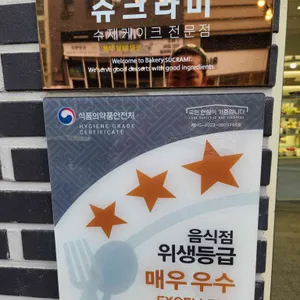 슈크라미
수제케이크 전문점
Welcome to Bakery SUCRAMI.
We serve good desserts with good ingredients.
식품의약품안전처
HYGIENE GRADE
CERTIFICATE
음식점
위생등급
매우 우수
EXCELLENT